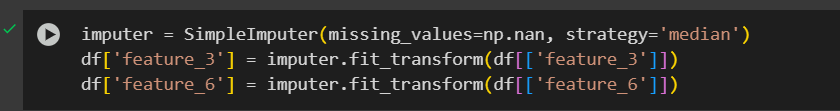 imputer = SimpleImputer(missing_values=np.nan, strategy='median')
df['feature_3'] = imputer.fit_transform(df[['feature_3']])
df['feature_6'] = imputer.fit_transform(df[['feature_6']])